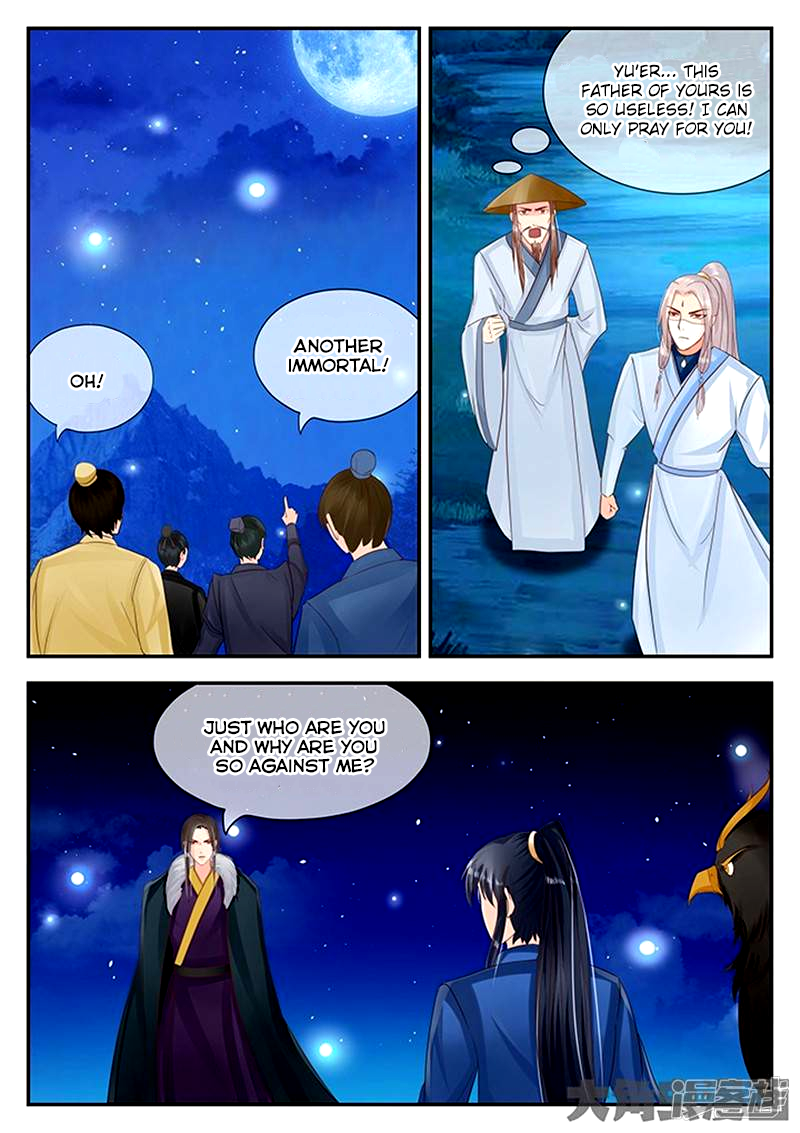 OH!
ANOTHER
IMMORTAL!
YU'ER... THIS
FATHER OF YOURS IS
SO USELESS! I CAN
ONLY PRAY FOR YOU!
JUST WHO ARE YOU
AND WHY ARE YOU
SO AGAINST ME?